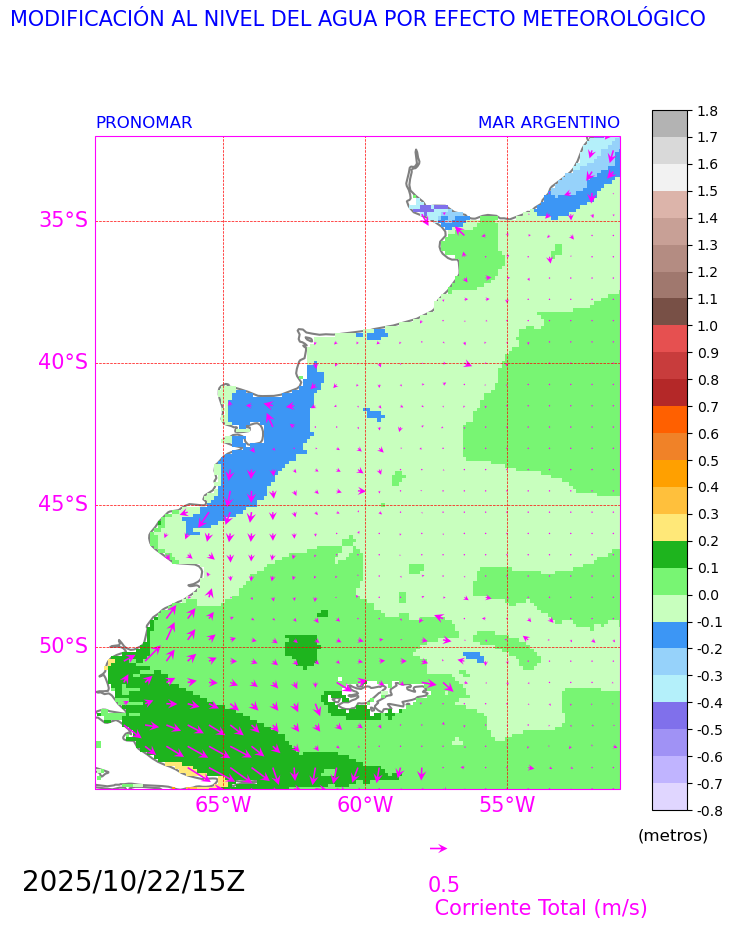 MODIFICACIÓN AL NIVEL DEL AGUA POR EFECTO METEOROLÓGICO
PRONOMAR
MAR ARGENTINO
35°S
40°S
45°S
50°S
65°W
60°W
55°W
1.8
1.7
1.6
1.5
1.4
1.3
1.2
1.1
1.0
0.9
0.8
0.7
0.6
0.5
0.4
0.3
0.2
0.1
0.0
-0.1
-0.2
-0.3
-0.4
-0.5
-0.6
-0.7
-0.8
(metros)
2025/10/22/15Z
0.5
Corriente Total (m/s)